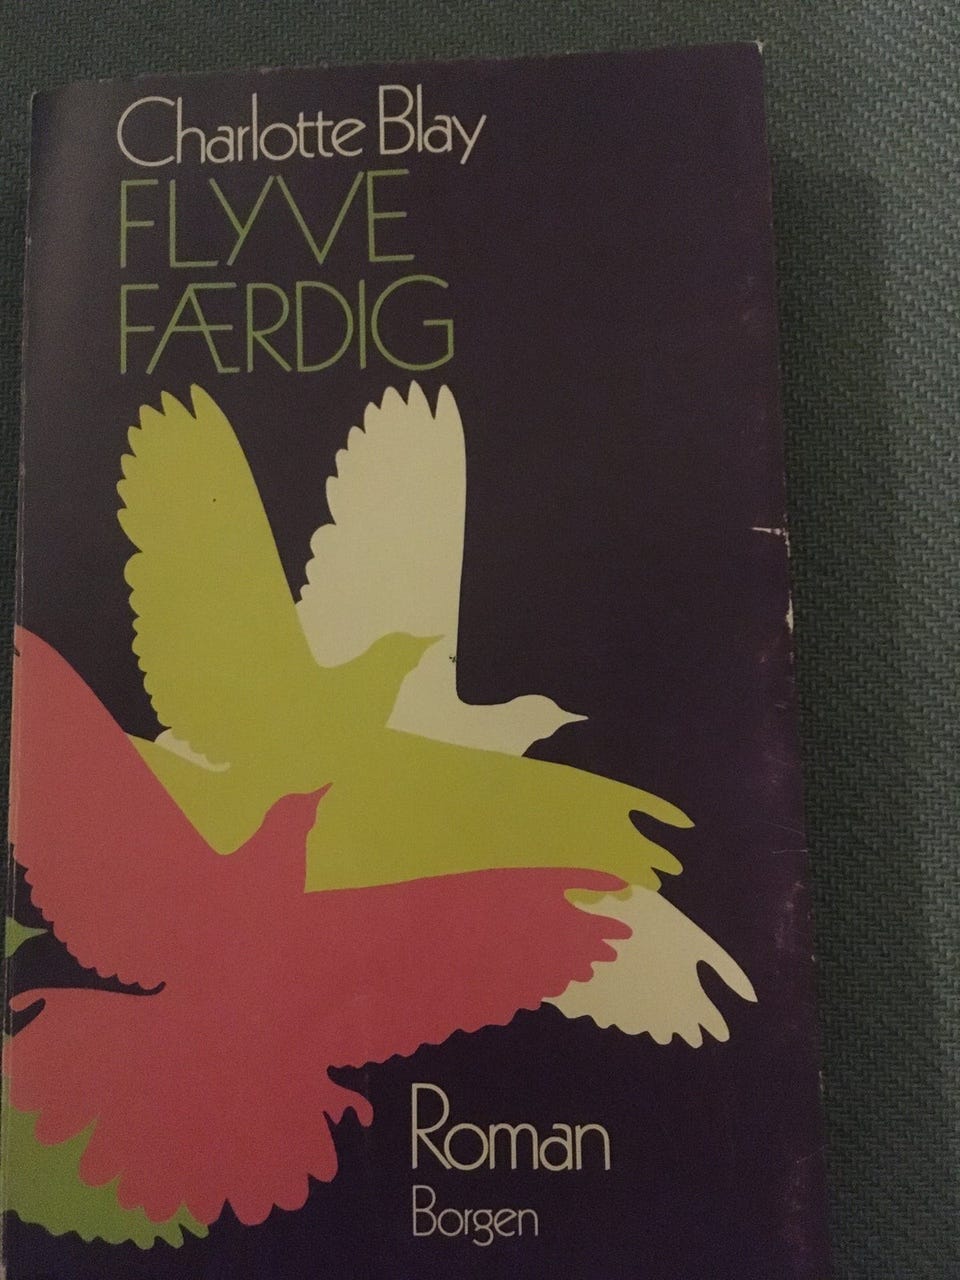 Charlotte Blay
FLYVE
FÆRDIG
Roman
Borgen